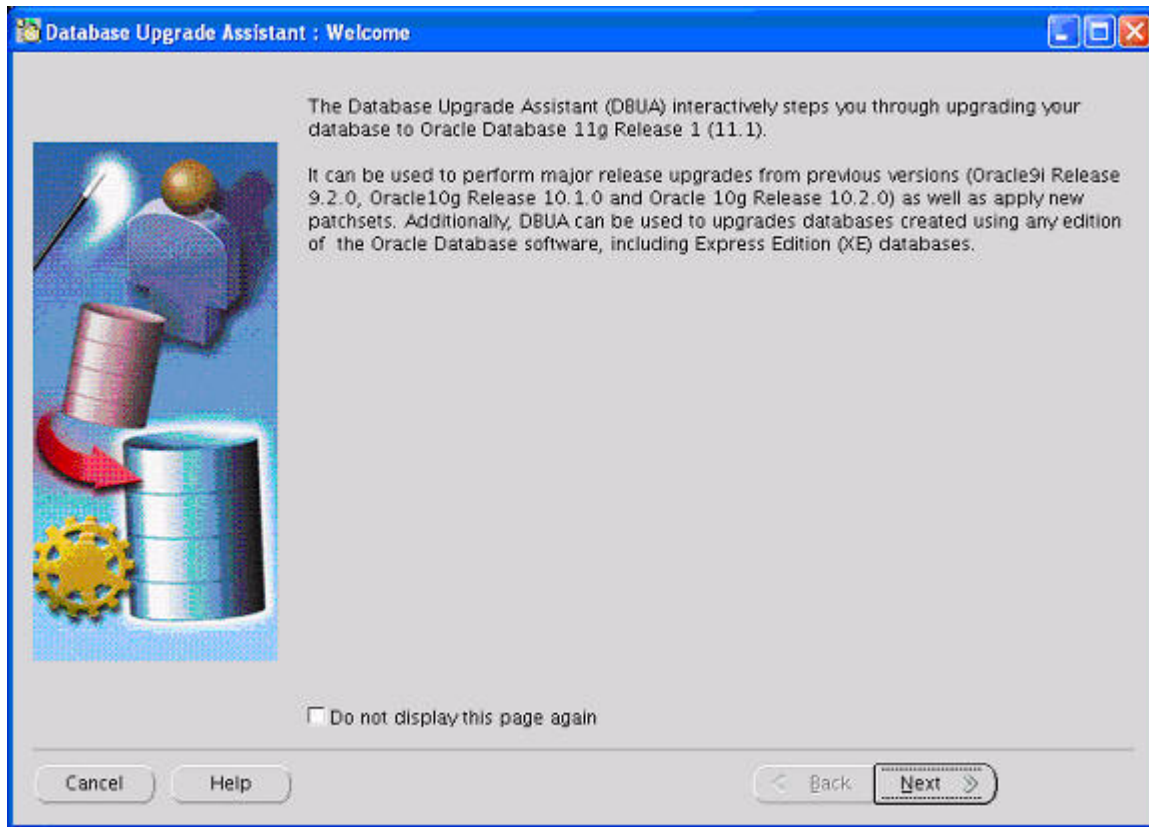 Database Upgrade Assistant : Welcome
The Database Upgrade Assistant (DBUA) interactively steps you through upgrading your
database to Oracle Database 11g Release 1 (11.1).
It can be used to perform major release upgrades from previous versions (Oracle9i Release
9.2.0, Oracle10g Release 10.1.0 and Oracle 10g Release 10.2.0) as well as apply new
patchsets. Additionally, DBUA can be used to upgrades databases created using any edition
of the Oracle Database software, including Express Edition (XE) databases.
Do not display this page again
Cancel Help Back Next